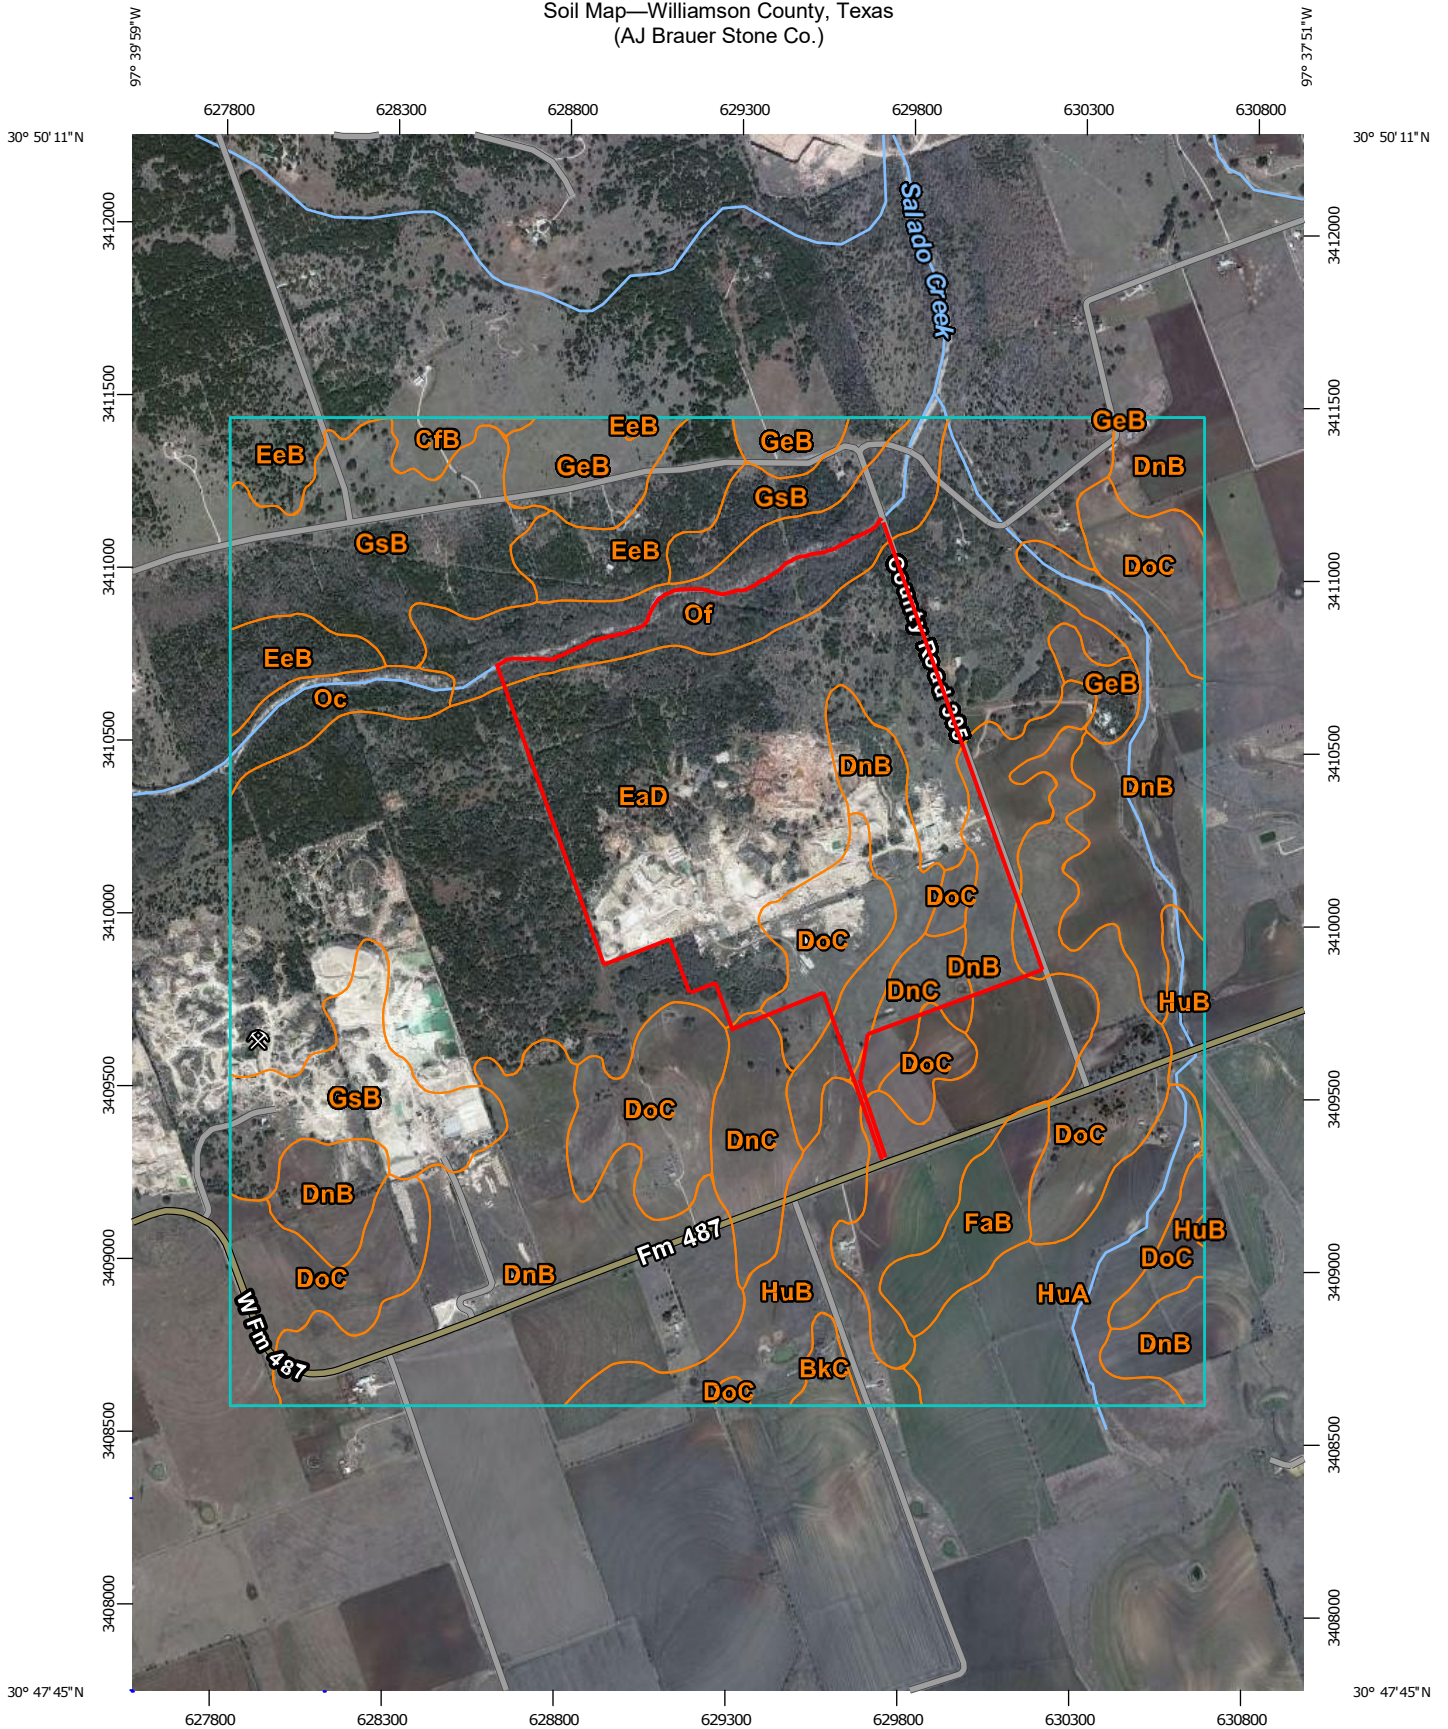 Soil Map—Williamson County, Texas
(AJ Brauer Stone Co.)
97° 39' 59'' W
97° 37' 51'' W
627800 628300 628800 629300 629800 630300 630800
30° 50' 11'' N
30° 50' 11'' N
3412000
3412000
Salado Creek
3411500
3411500
GeB
EeB
CfB
EeB
GeB
EeB
GeB
DnB
GsB
GsB
EeB
DoC
3411000
3411000
County Road 305
Of
EeB
GeB
Oc
3410500
3410500
DnB
DnB
EaD
DoC
3410000
3410000
DoC
DnB
DnC
HuB
DoC
GsB
3409500
3409500
DoC
DnC
DoC
DnB
FaB
HuB
Fm 487
DoC
3409000
3409000
DoC
DnB
HuB
HuA
W Fm 487
DnB
BkC
DoC
3408500
3408500
3408000
3408000
30° 47' 45'' N
30° 47' 45'' N
627800 628300 628800 629300 629800 630300 630800